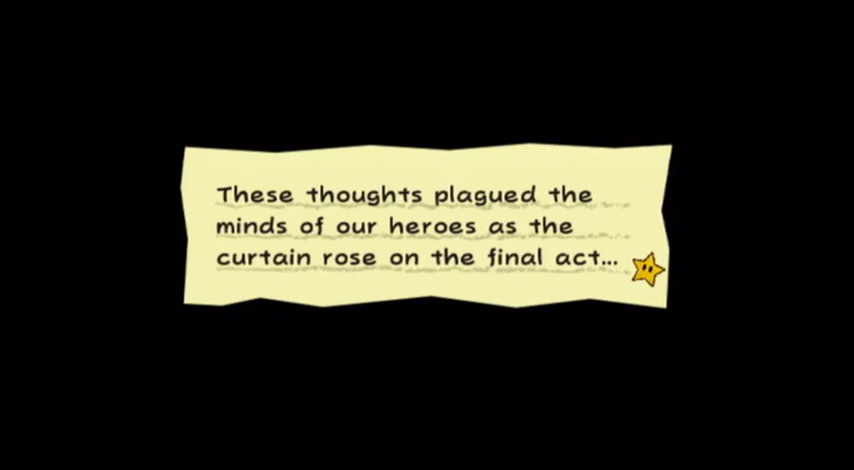 These thoughts plagued the
minds of our heroes as the
curtain rose on the final act...